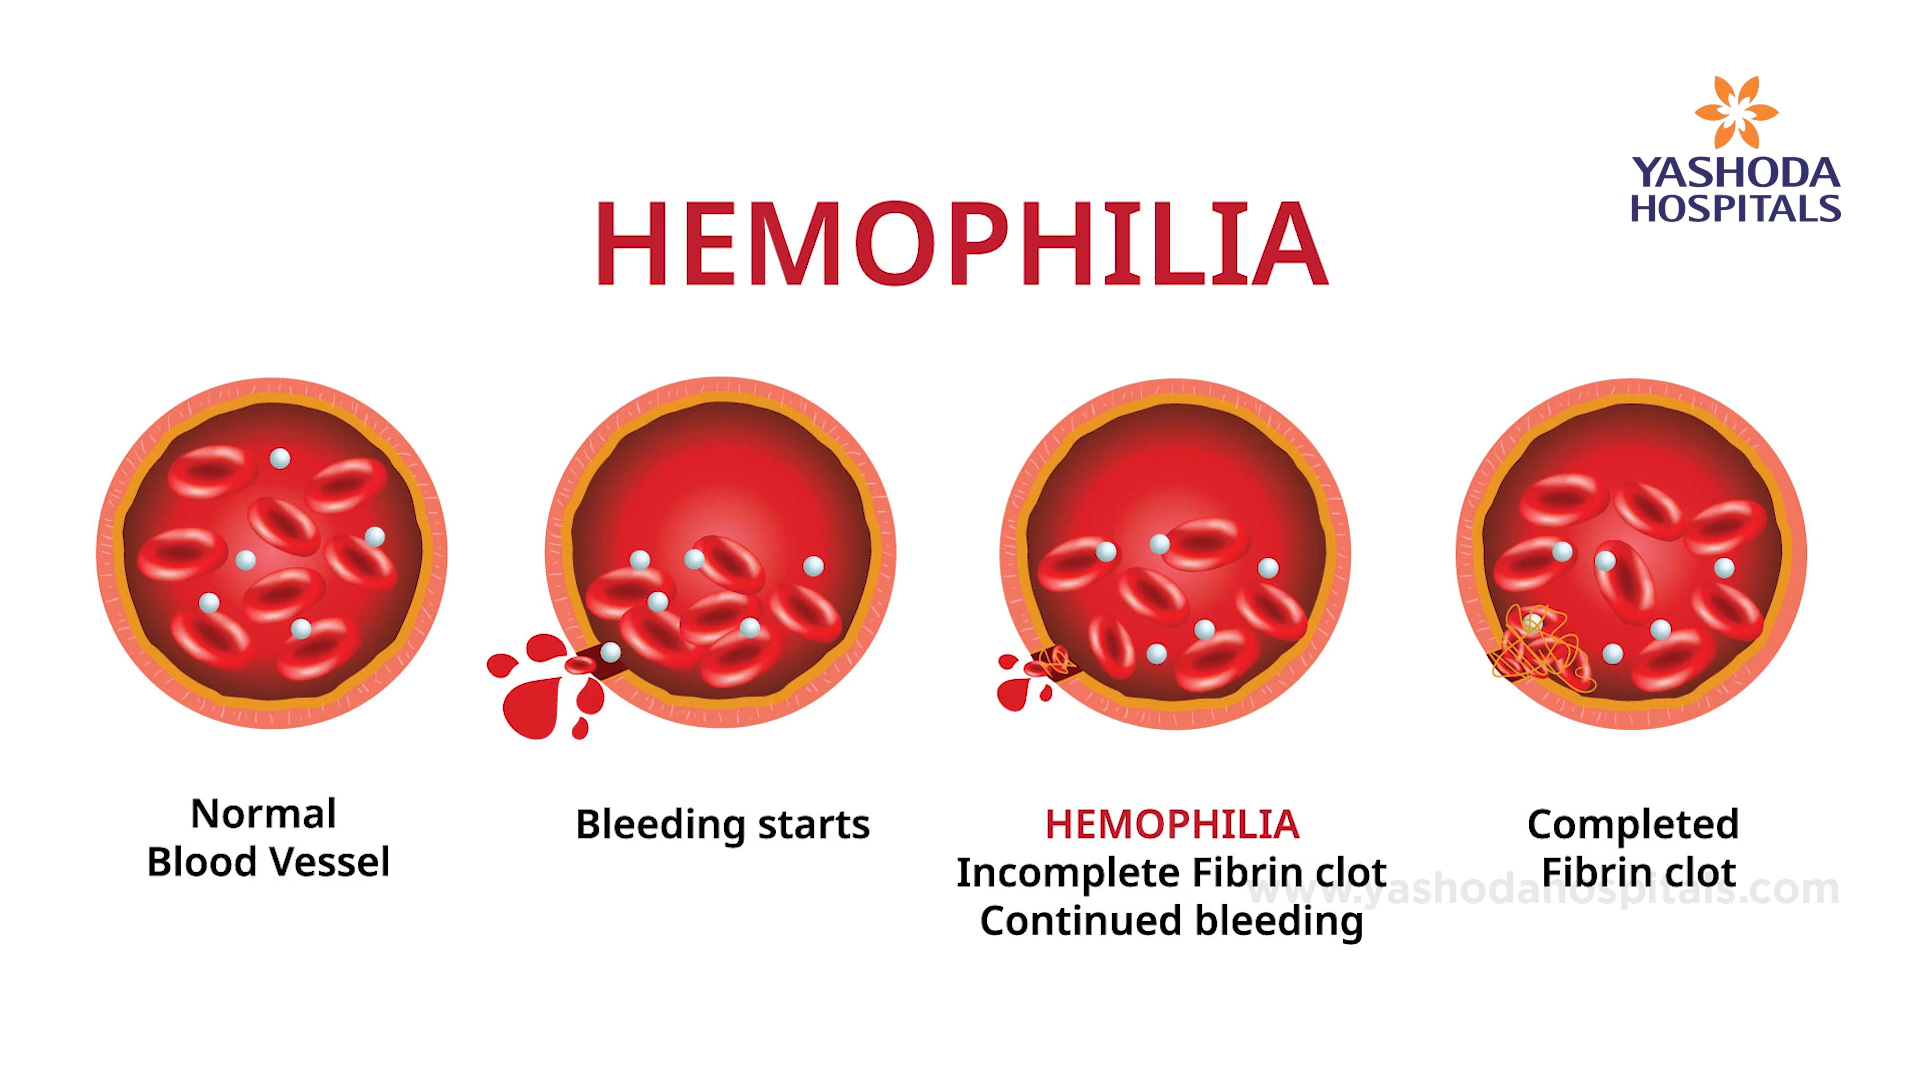 YASHODA
HOSPITALS
HEMOPHILIA
Normal
Blood Vessel
Bleeding starts
HEMOPHILIA
Incomplete Fibrin clot
Continued bleeding
Completed
Fibrin clot
www.yashodahospitals.com